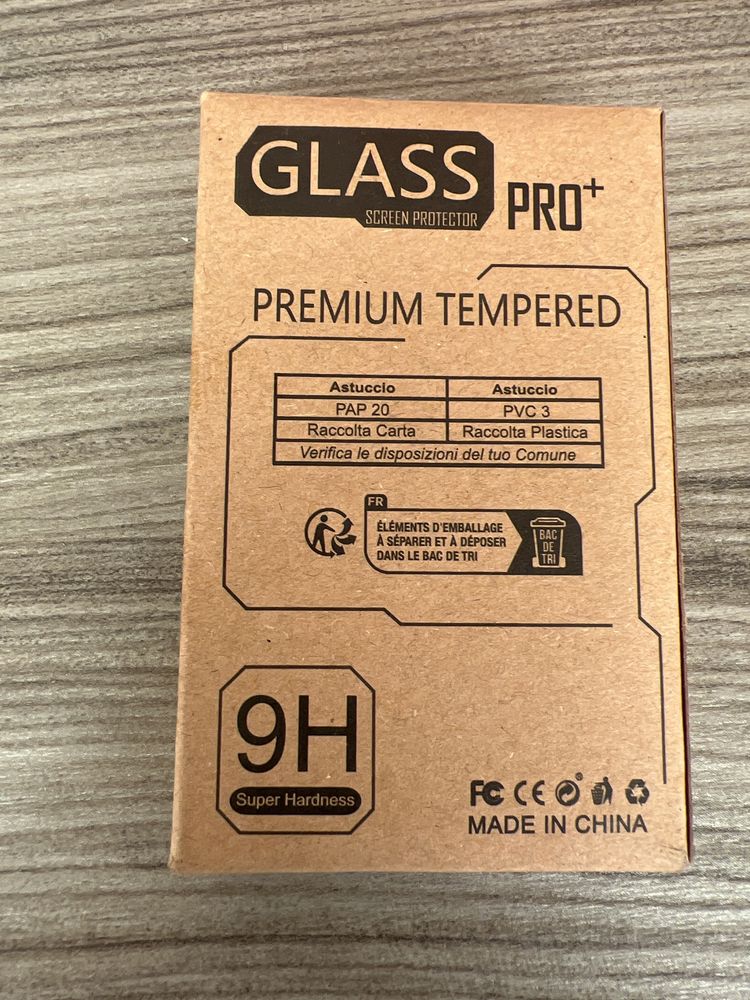 GLASS
SCREEN PROTECTOR
PRO+
PREMIUM TEMPERED
Astuccio Astuccio
PAP 20 PVC 3
Raccolta Carta Raccolta Plastica
Verifica le disposizioni del tuo Comune
FR
ÉLÉMENTS D'EMBALLAGE
À SÉPARER ET À DÉPOSER
DANS LE BAC DE TRI
BAC
DE
TRI
9H
Super Hardness
FC CE
MADE IN CHINA